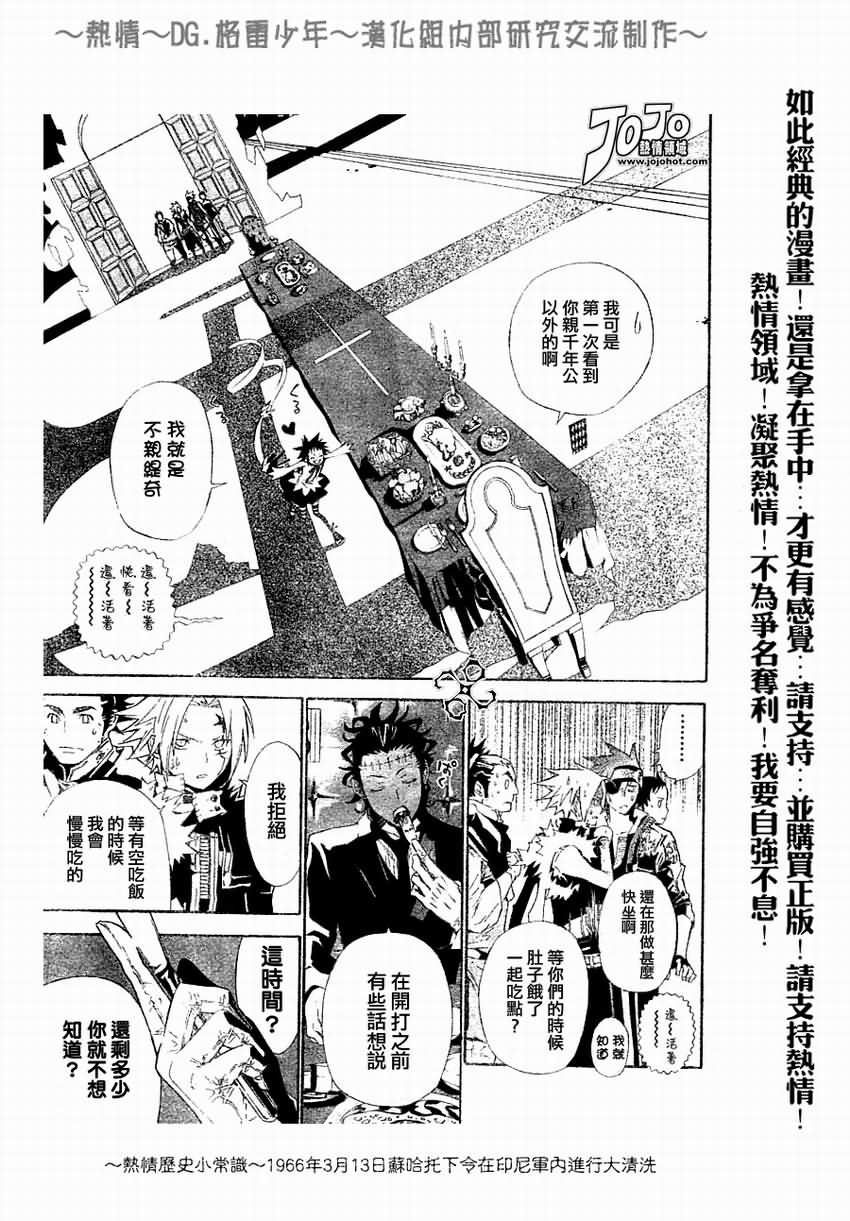 ～熱情～DG.格雷少年～漢化組内部研究交流制作～
JOJO
熱情領域
www.jojohot.com
如此經典的漫畫！還是拿在手中…才更有感覺…請支持…並購買正版！請支持熱情！
熱情領域！凝聚熱情！不為爭名奪利！我要自強不息！
我可是
第一次看到
你親千年公
以外的啊
くるっ
我就是
不親緹奇
還～活著
快看～
還～活著
………
還在那做甚麼
快坐啊
等你們的時候
肚子餓了
一起吃點？
還～活著
我就
知道
ぱく
在開打之前
有些話想說
我拒絕
等有空吃飯
的時候
我會
慢慢吃的
這時間？
還剩多少
你就不想
知道？
～熱情歷史小常識～1966年3月13日蘇哈托下令在印尼軍內進行大清洗